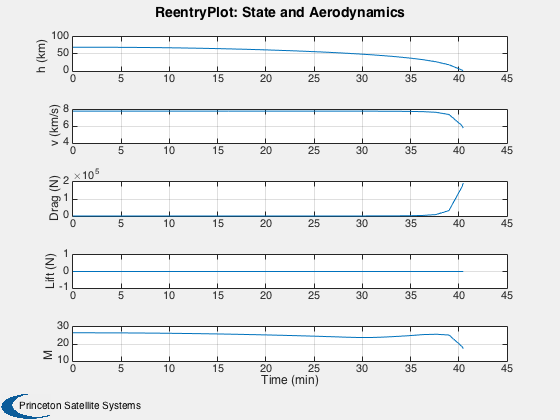 ReentryPlot: State and Aerodynamics
h (km)
100
50
0
0 5 10 15 20 25 30 35 40 45
v (km/s)
8
6
4
0 5 10 15 20 25 30 35 40 45
Drag (N)
×10^5
2
1
0
0 5 10 15 20 25 30 35 40 45
Lift (N)
1
0
-1
0 5 10 15 20 25 30 35 40 45
M
30
20
10
0 5 10 15 20 25 30 35 40 45
Time (min)
Princeton Satellite Systems